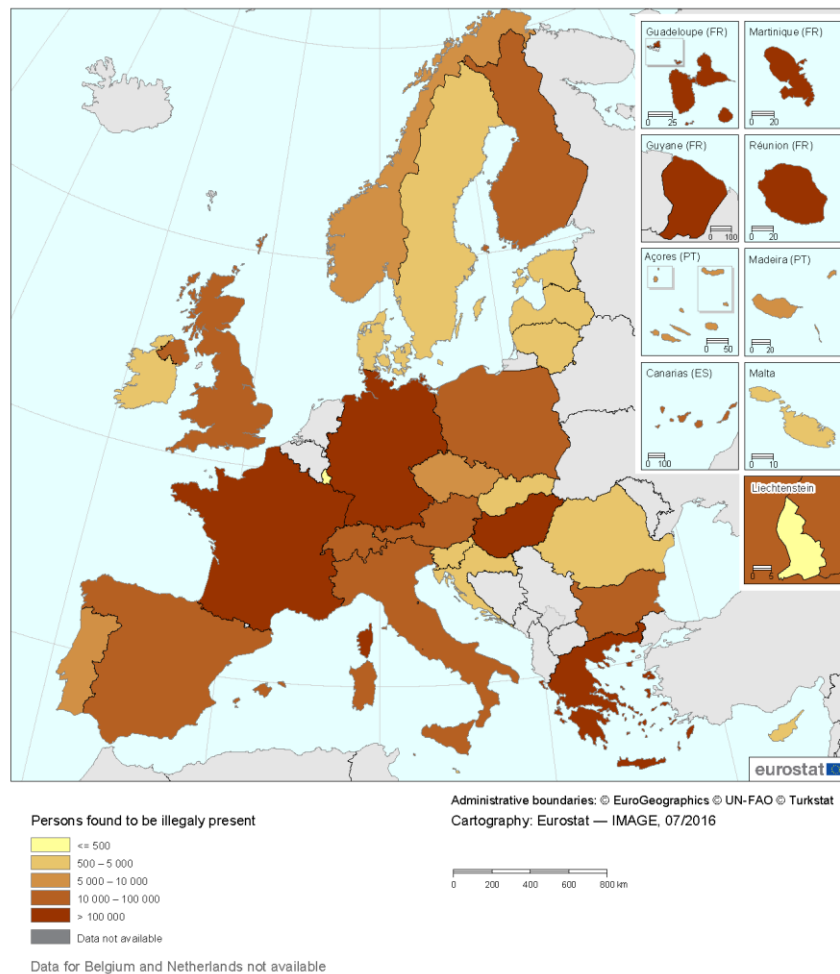 Guadeloupe (FR)
0 25
Martinique (FR)
0 20
Guyane (FR)
0 100
Réunion (FR)
0 20
Açores (PT)
0 50
Madeira (PT)
0 20
Canarias (ES)
0 100
Malta
0 10
Liechtenstein
0 5
eurostat
Administrative boundaries: © EuroGeographics © UN-FAO © Turkstat
Cartography: Eurostat — IMAGE, 07/2016
0 200 400 600 800 km
Persons found to be illegally present
<= 500
500 – 5 000
5 000 – 10 000
10 000 – 100 000
> 100 000
Data not available
Data for Belgium and Netherlands not available